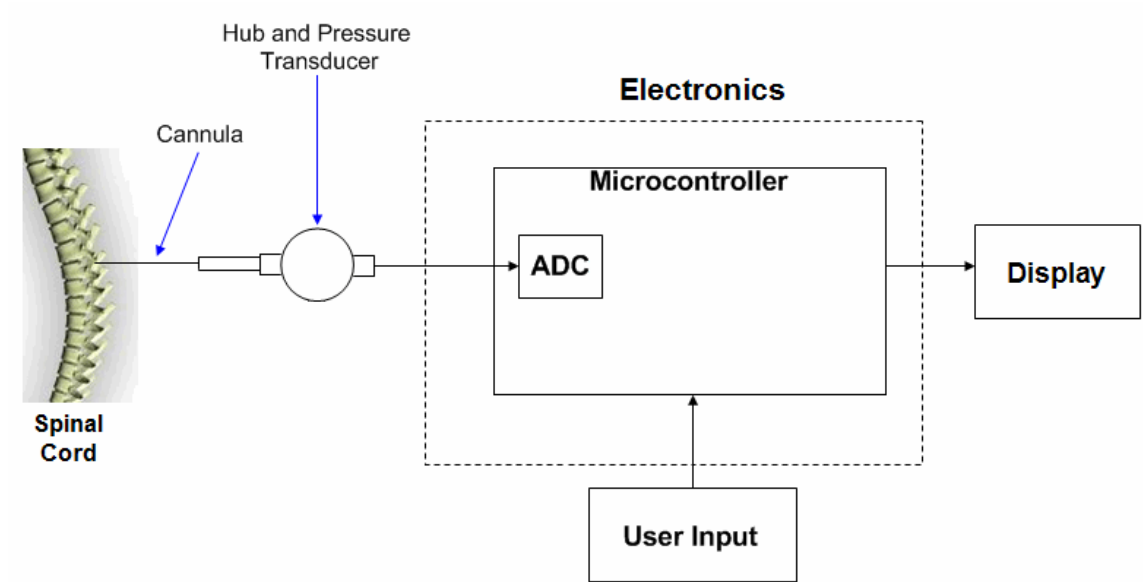 Hub and Pressure
Transducer
Electronics
Cannula
Microcontroller
ADC
Display
Spinal
Cord
User Input